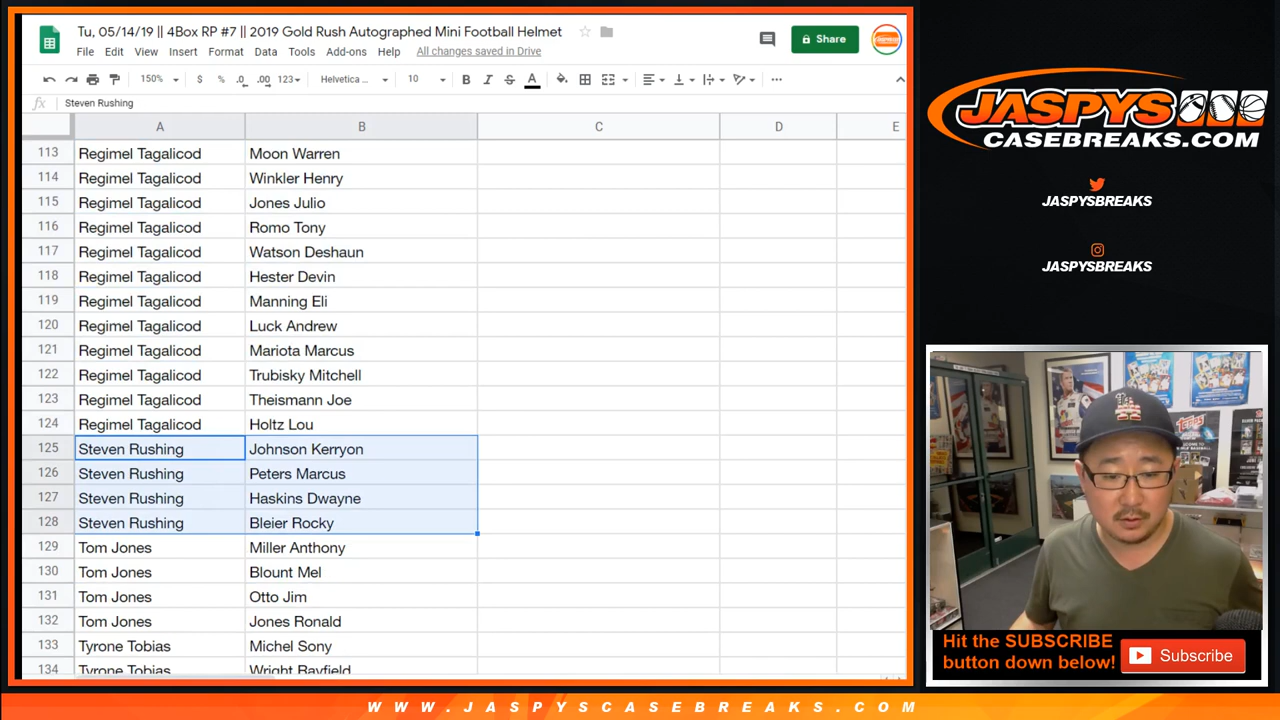 Tu, 05/14/19 || 4Box RP #7 || 2019 Gold Rush Autographed Mini Football Helmet
File Edit View Insert Format Data Tools Add-ons Help All changes saved in Drive
Share
150% $ % .0 .00 123 Helvetica ... 10 B I S A
fx Steven Rushing
A B C D E
113 Regimel Tagalicod Moon Warren
114 Regimel Tagalicod Winkler Henry
115 Regimel Tagalicod Jones Julio
116 Regimel Tagalicod Romo Tony
117 Regimel Tagalicod Watson Deshaun
118 Regimel Tagalicod Hester Devin
119 Regimel Tagalicod Manning Eli
120 Regimel Tagalicod Luck Andrew
121 Regimel Tagalicod Mariota Marcus
122 Regimel Tagalicod Trubisky Mitchell
123 Regimel Tagalicod Theismann Joe
124 Regimel Tagalicod Holtz Lou
125 Steven Rushing Johnson Kerryon
126 Steven Rushing Peters Marcus
127 Steven Rushing Haskins Dwayne
128 Steven Rushing Bleier Rocky
129 Tom Jones Miller Anthony
130 Tom Jones Blount Mel
131 Tom Jones Otto Jim
132 Tom Jones Jones Ronald
133 Tyrone Tobias Michel Sony
134 Tyrone Tobias Wright Rayfield
JASPYS
CASEBREAKS.COM
JASPYSBREAKS
JASPYSBREAKS
Topps
Hit the SUBSCRIBE
button down below!
Subscribe
WWW.JASPYSCASEBREAKS.COM